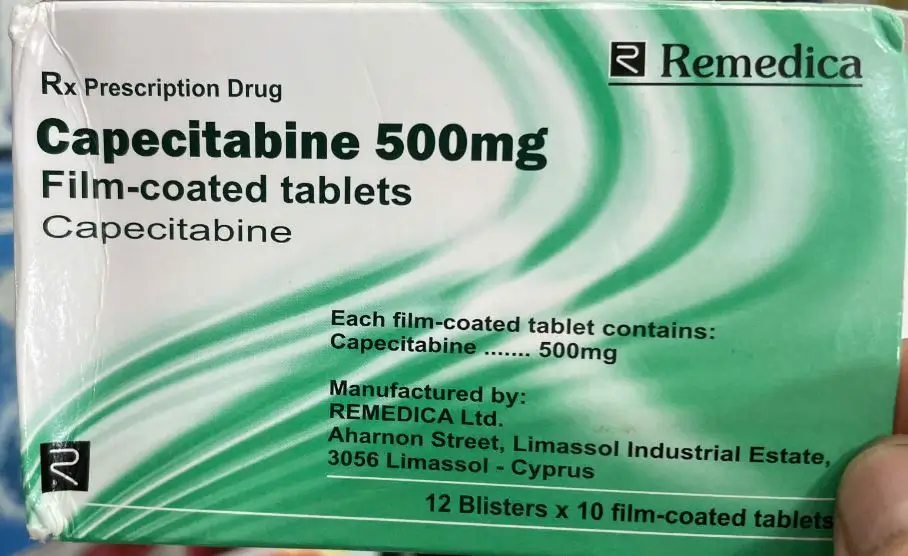 Remedica
Rx Prescription Drug
Capecitabine 500mg
Film-coated tablets
Capecitabine
Each film-coated tablet contains:
Capecitabine ....... 500mg
Manufactured by:
REMEDICA Ltd.
Aharnon Street, Limassol Industrial Estate,
3056 Limassol - Cyprus
12 Blisters x 10 film-coated tablets